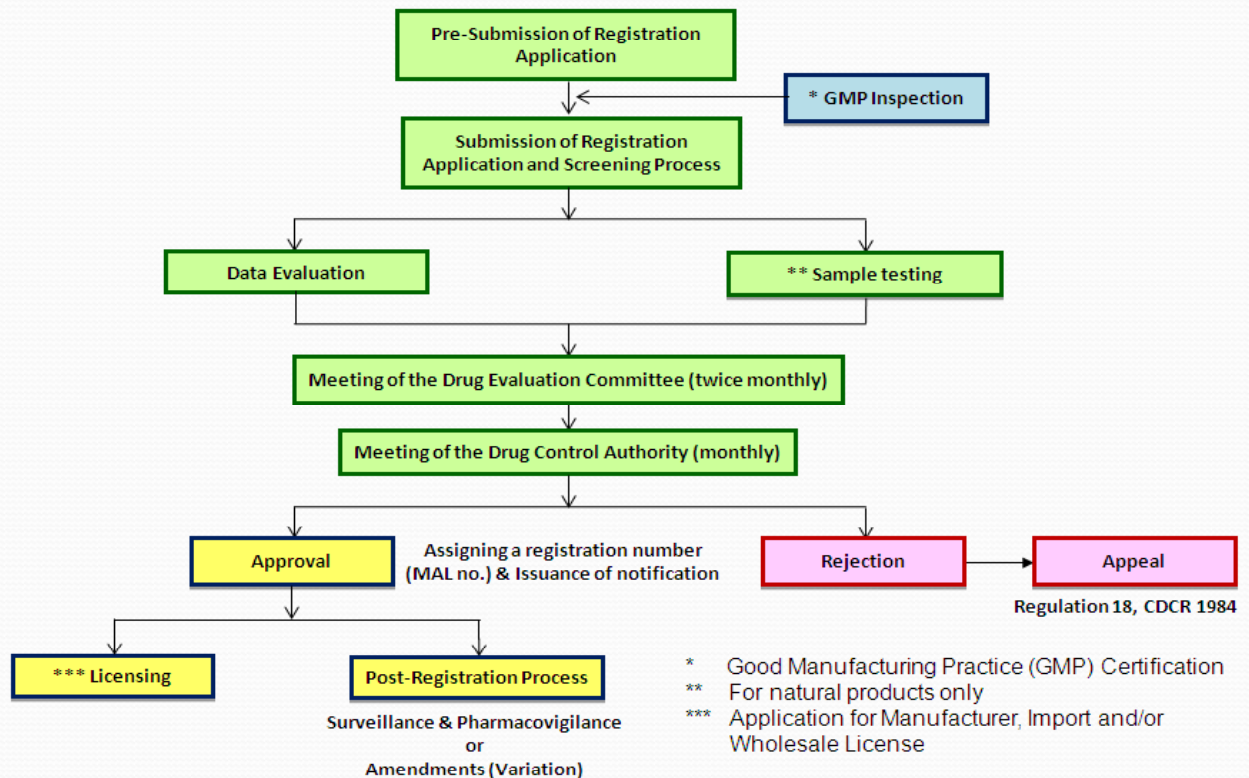 Pre-Submission of Registration
Application
* GMP Inspection
Submission of Registration
Application and Screening Process
Data Evaluation
** Sample testing
Meeting of the Drug Evaluation Committee (twice monthly)
Meeting of the Drug Control Authority (monthly)
Approval
Assigning a registration number
(MAL no.) & Issuance of notification
Rejection
Appeal
Regulation 18, CDCR 1984
*** Licensing
Post-Registration Process
Surveillance & Pharmacovigilance
or
Amendments (Variation)
* Good Manufacturing Practice (GMP) Certification
** For natural products only
*** Application for Manufacturer, Import and/or
Wholesale License